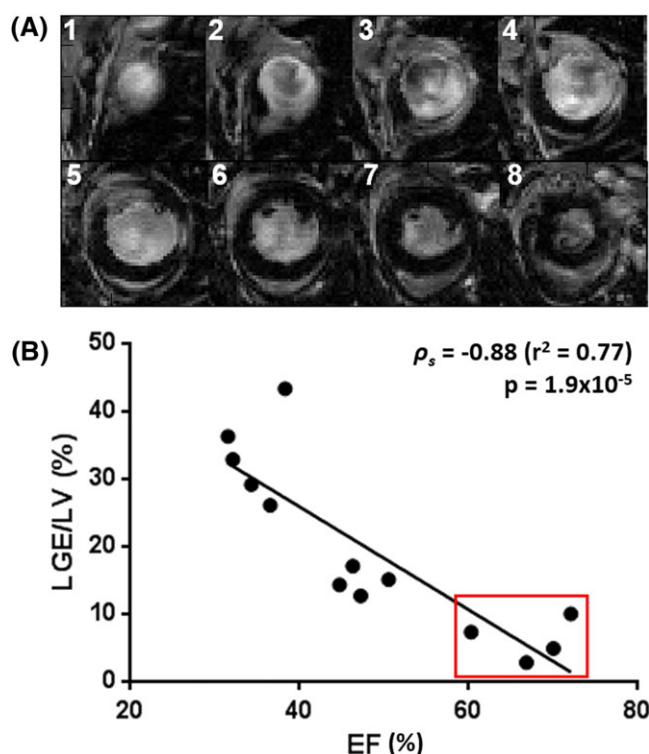 (A)
1 2 3 4
5 6 7 8
(B)
50
40
30
20
10
0
LGE/LV (%)
ρₛ = -0.88 (r² = 0.77)
p = 1.9x10⁻⁵
20 40 60 80
EF (%)